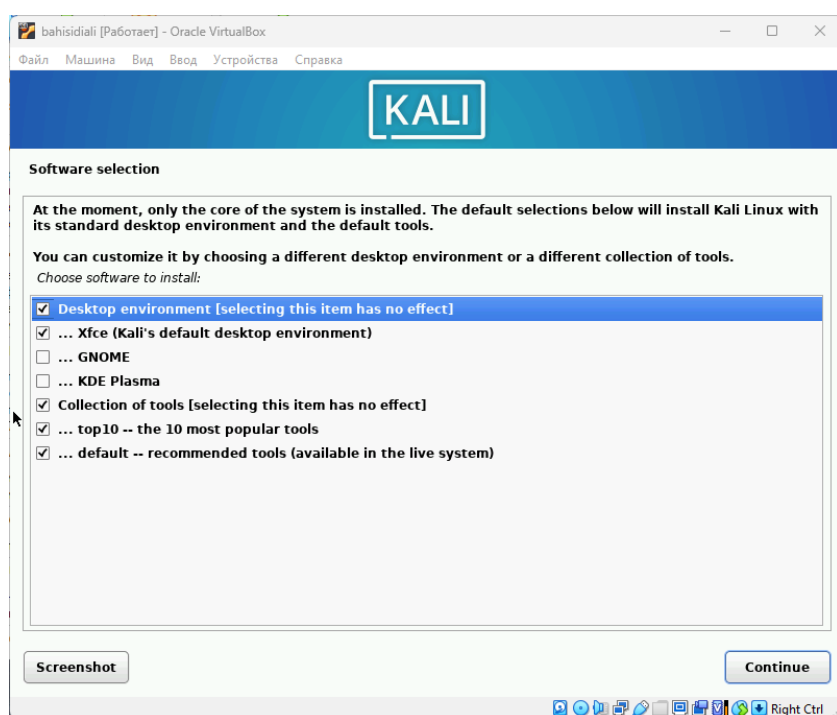 bahisidiali [Работает] - Oracle VirtualBox
Файл Машина Вид Ввод Устройства Справка
KALI
Software selection
At the moment, only the core of the system is installed. The default selections below will install Kali Linux with
its standard desktop environment and the default tools.
You can customize it by choosing a different desktop environment or a different collection of tools.
Choose software to install:
Desktop environment [selecting this item has no effect]
... Xfce (Kali's default desktop environment)
... GNOME
... KDE Plasma
Collection of tools [selecting this item has no effect]
... top10 -- the 10 most popular tools
... default -- recommended tools (available in the live system)
Screenshot
Continue
Right Ctrl